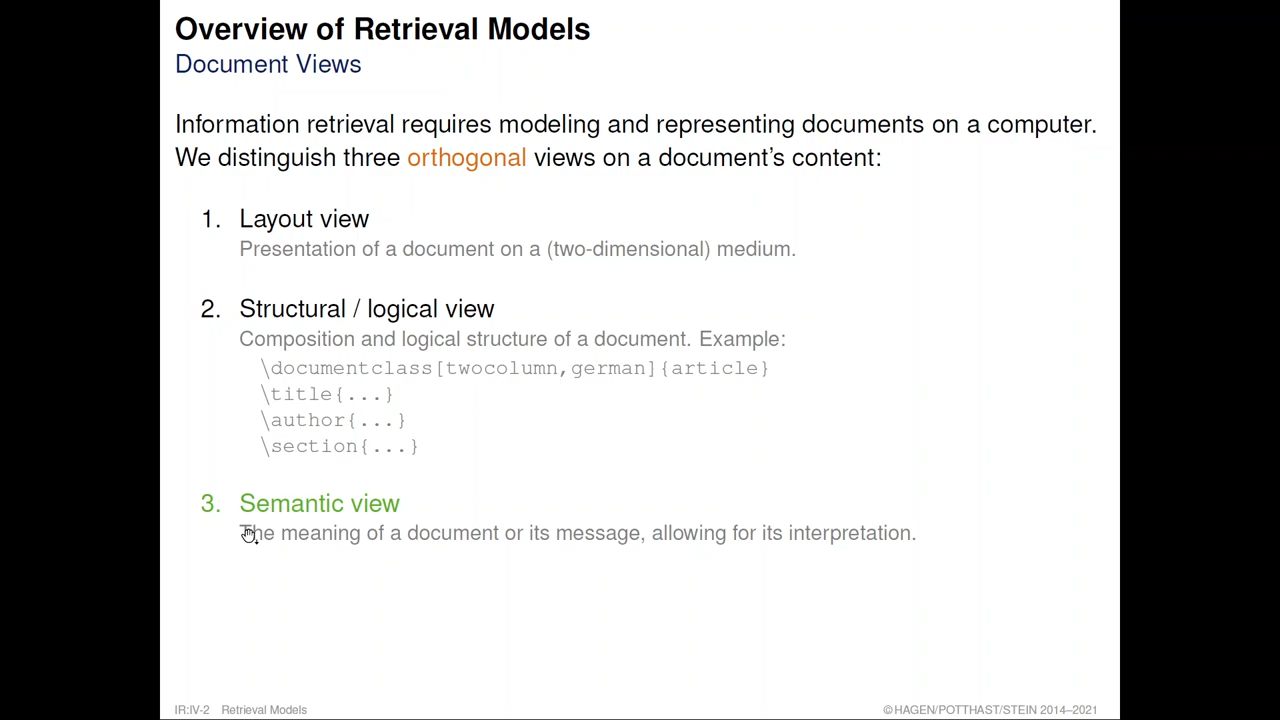 Overview of Retrieval Models
Document Views
Information retrieval requires modeling and representing documents on a computer.
We distinguish three orthogonal views on a document’s content:
1. Layout view
Presentation of a document on a (two-dimensional) medium.
2. Structural / logical view
Composition and logical structure of a document. Example:
\documentclass[twocolumn,german]{article}
\title{...}
\author{...}
\section{...}
3. Semantic view
The meaning of a document or its message, allowing for its interpretation.
IR:IV-2 Retrieval Models
©HAGEN/POTTHAST/STEIN 2014–2021